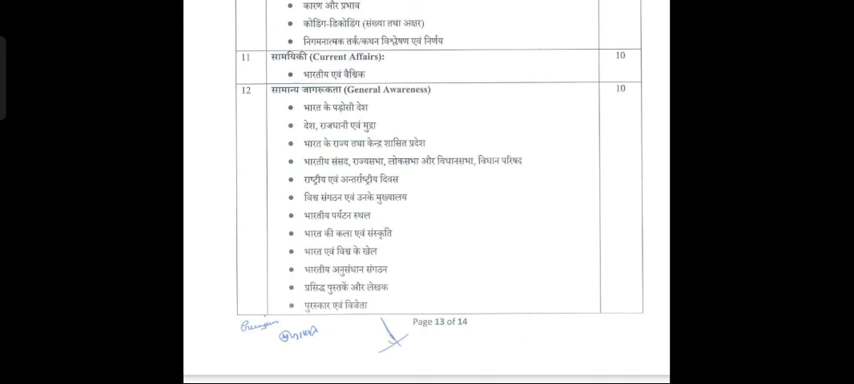 • कारण और प्रभाव
• कोडिंग-डिकोडिंग (संख्या तथा अक्षर)
• निगमनात्मक तर्क/कथन विश्लेषण एवं निर्णय
11 सामयिकी (Current Affairs): 10
• भारतीय एवं वैश्विक
12 सामान्य जागरूकता (General Awareness) 10
• भारत के पड़ोसी देश
• देश, राजधानी एवं मुद्रा
• भारत के राज्य तथा केन्द्र शासित प्रदेश
• भारतीय संसद, राज्यसभा, लोकसभा और विधानसभा, विधान परिषद
• राष्ट्रीय एवं अन्तर्राष्ट्रीय दिवस
• विश्व संगठन एवं उनके मुख्यालय
• भारतीय पर्यटन स्थल
• भारत की कला एवं संस्कृति
• भारत एवं विश्व के खेल
• भारतीय अनुसंधान संगठन
• प्रसिद्ध पुस्तकें और लेखक
• पुरस्कार एवं विजेता
Page 13 of 14